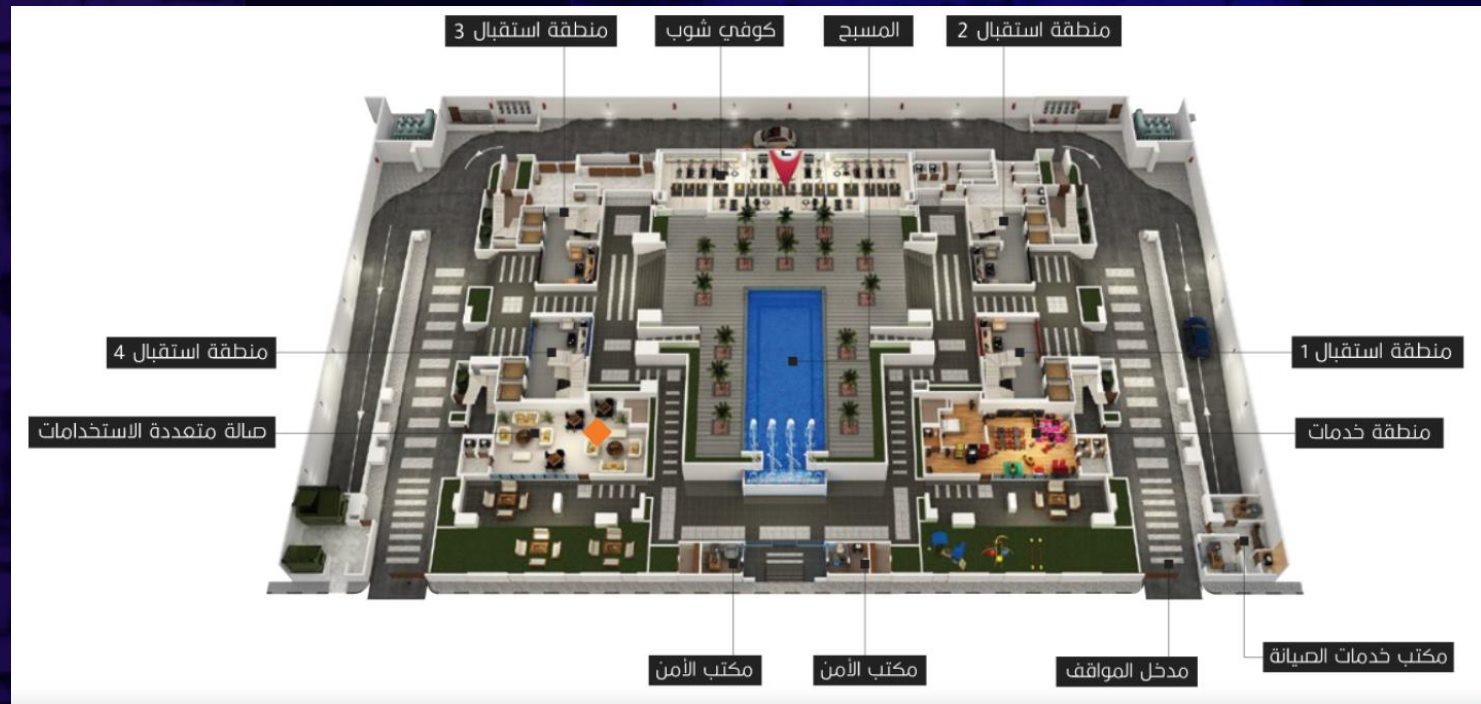 منطقة استقبال 2
المسبح
كوفي شوب
منطقة استقبال 3
منطقة استقبال 1
منطقة استقبال 4
منطقة خدمات
صالة متعددة الاستخدامات
مكتب خدمات الصيانة
مدخل المواقف
مكتب الأمن
مكتب الأمن